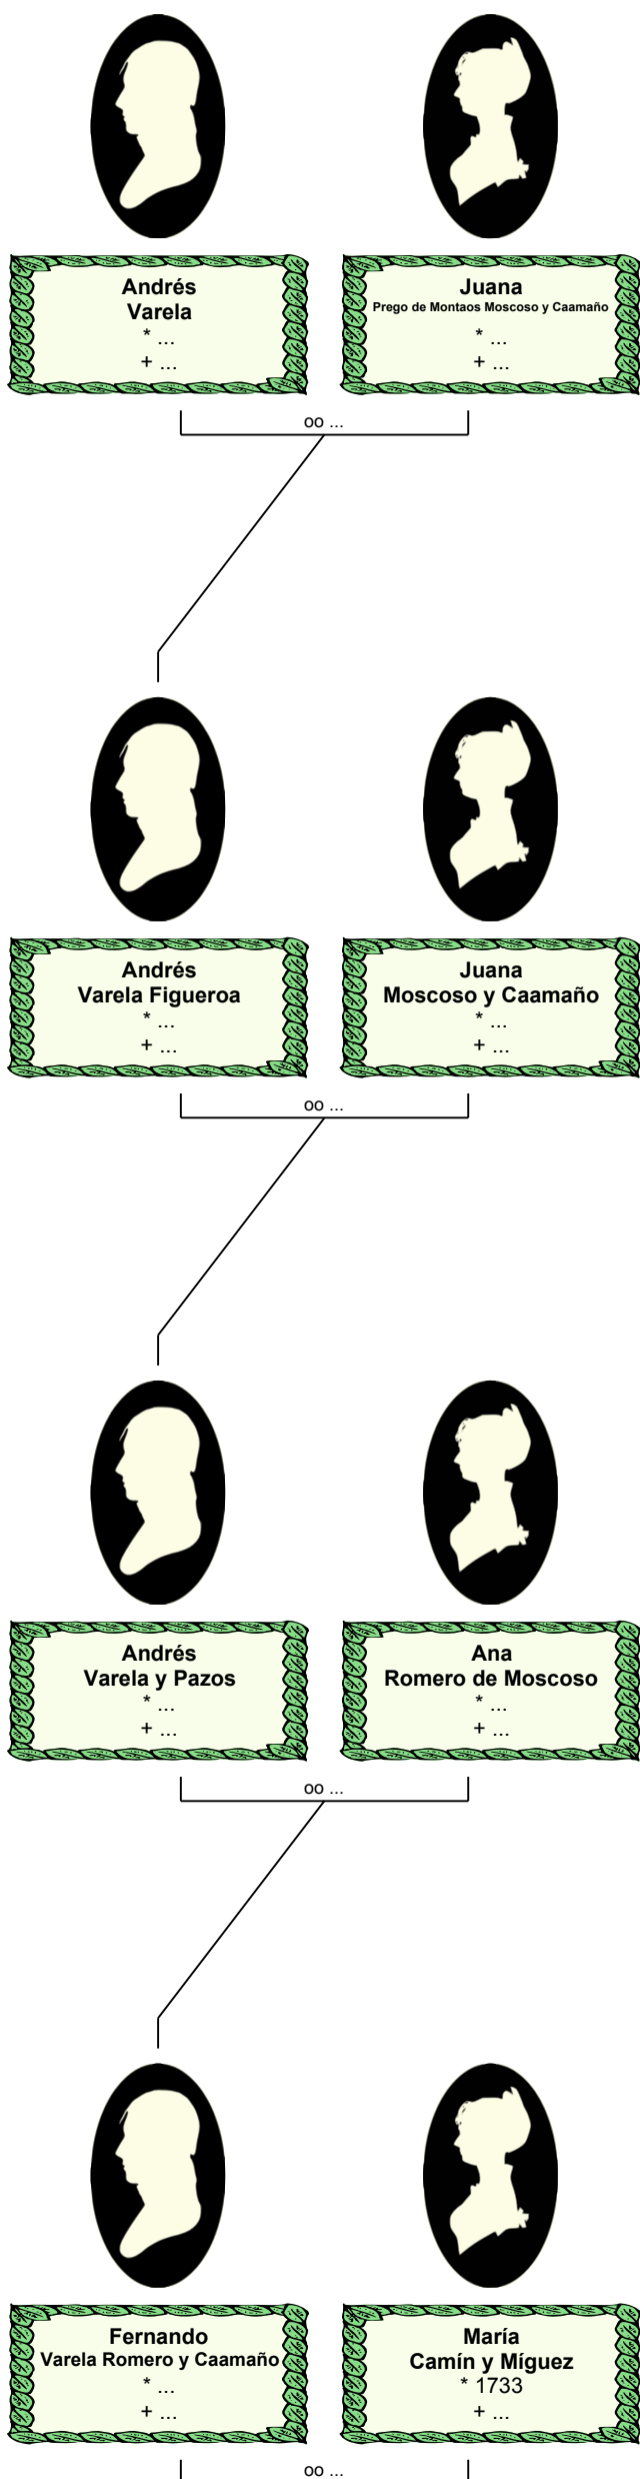 Andrés
Varela
* ...
+ ...
Juana
Prego de Montaos Moscoso y Caamaño
* ...
+ ...
oo ...
Andrés
Varela Figueroa
* ...
+ ...
Juana
Moscoso y Caamaño
* ...
+ ...
oo ...
Andrés
Varela y Pazos
* ...
+ ...
Ana
Romero de Moscoso
* ...
+ ...
oo ...
Fernando
Varela Romero y Caamaño
* ...
+ ...
María
Camín y Míguez
* 1733
+ ...
oo ...